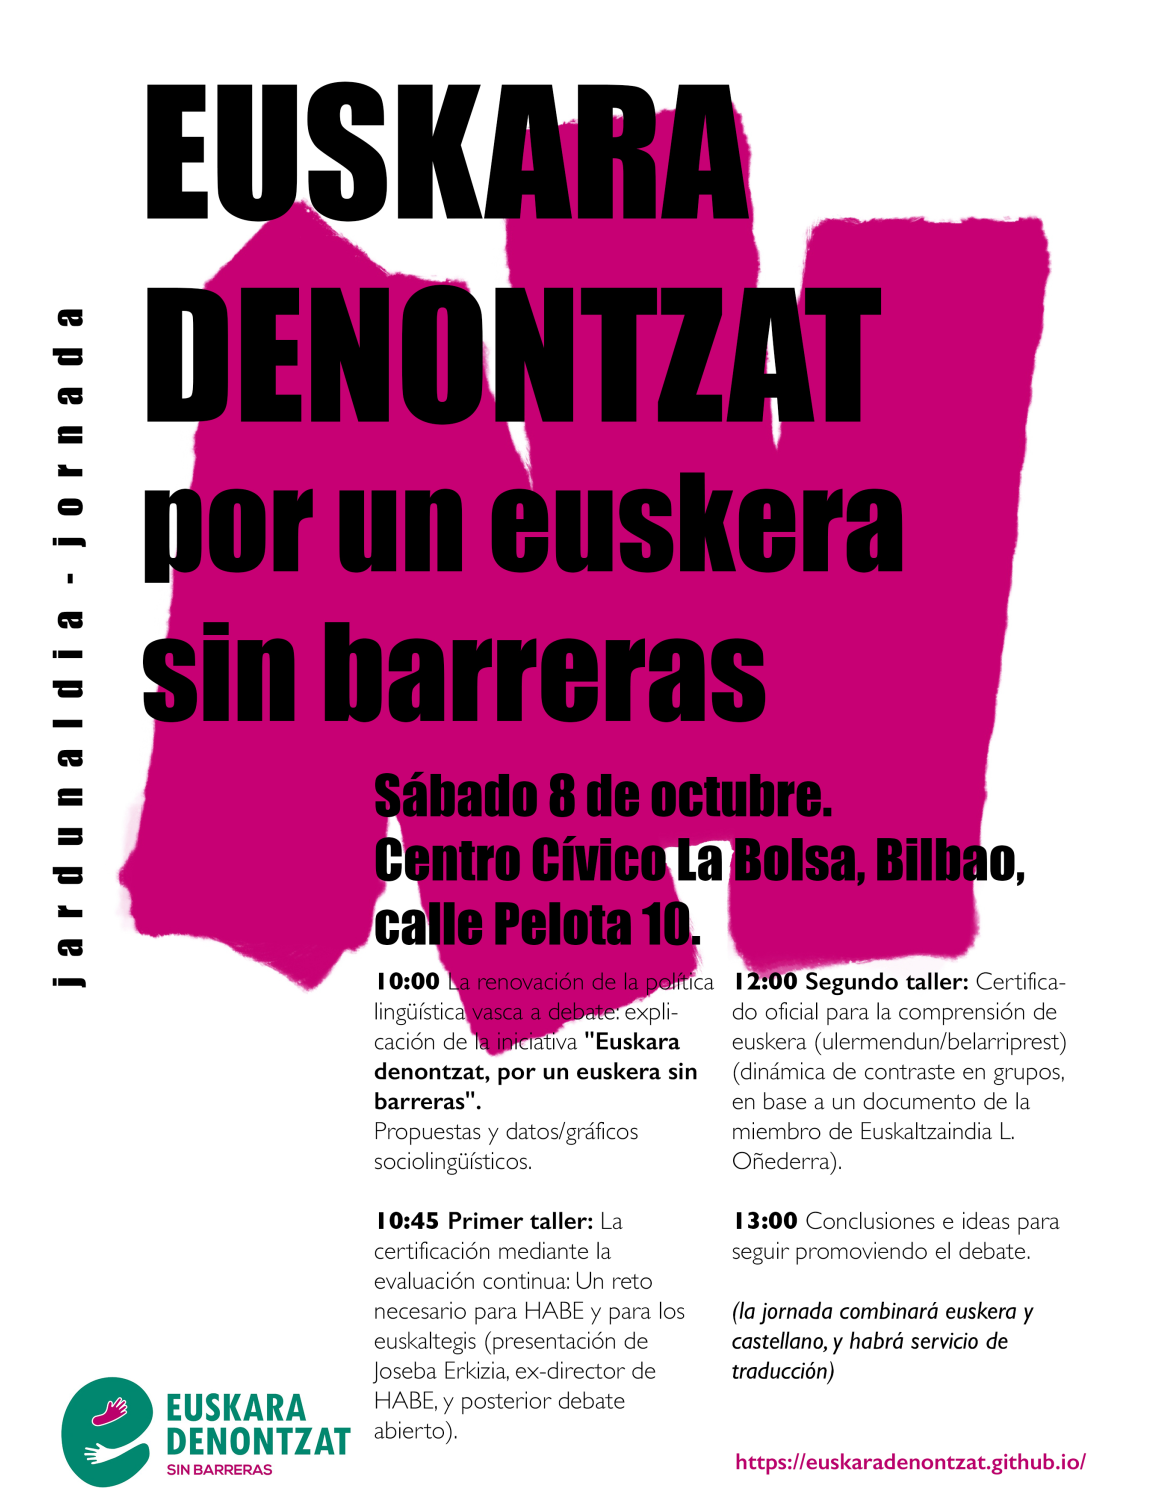 EUSKARA
DENONTZAT
por un euskera
sin barreras
jardunaldia - jornada
Sábado 8 de octubre.
Centro Cívico La Bolsa, Bilbao,
calle Pelota 10.
10:00 La renovación de la política
lingüística vasca a debate: expli-
cación de la iniciativa "Euskara
denontzat, por un euskera sin
barreras".
Propuestas y datos/gráficos
sociolingüísticos.
10:45 Primer taller: La
certificación mediante la
evaluación continua: Un reto
necesario para HABE y para los
euskaltegis (presentación de
Joseba Erkizia, ex-director de
HABE, y posterior debate
abierto).
12:00 Segundo taller: Certifica-
do oficial para la comprensión de
euskera (ulermendun/belarriprest)
(dinámica de contraste en grupos,
en base a un documento de la
miembro de Euskaltzaindia L.
Oñederra).
13:00 Conclusiones e ideas para
seguir promoviendo el debate.
(la jornada combinará euskera y
castellano, y habrá servicio de
traducción)
EUSKARA
DENONTZAT
SIN BARRERAS
https://euskaradenontzat.github.io/